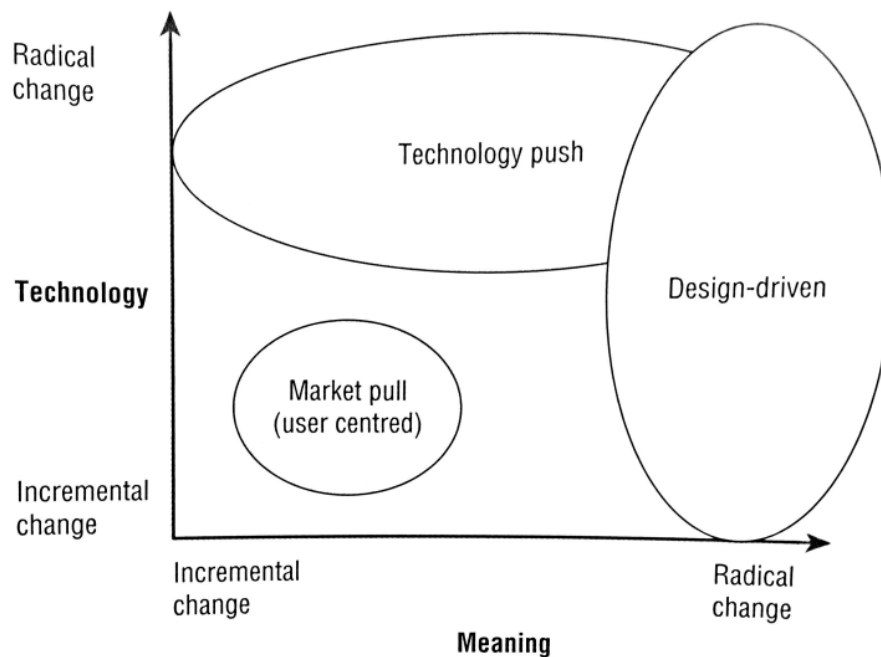 Radical
change
Technology push
Technology
Design-driven
Market pull
(user centred)
Incremental
change
Incremental
change
Radical
change
Meaning